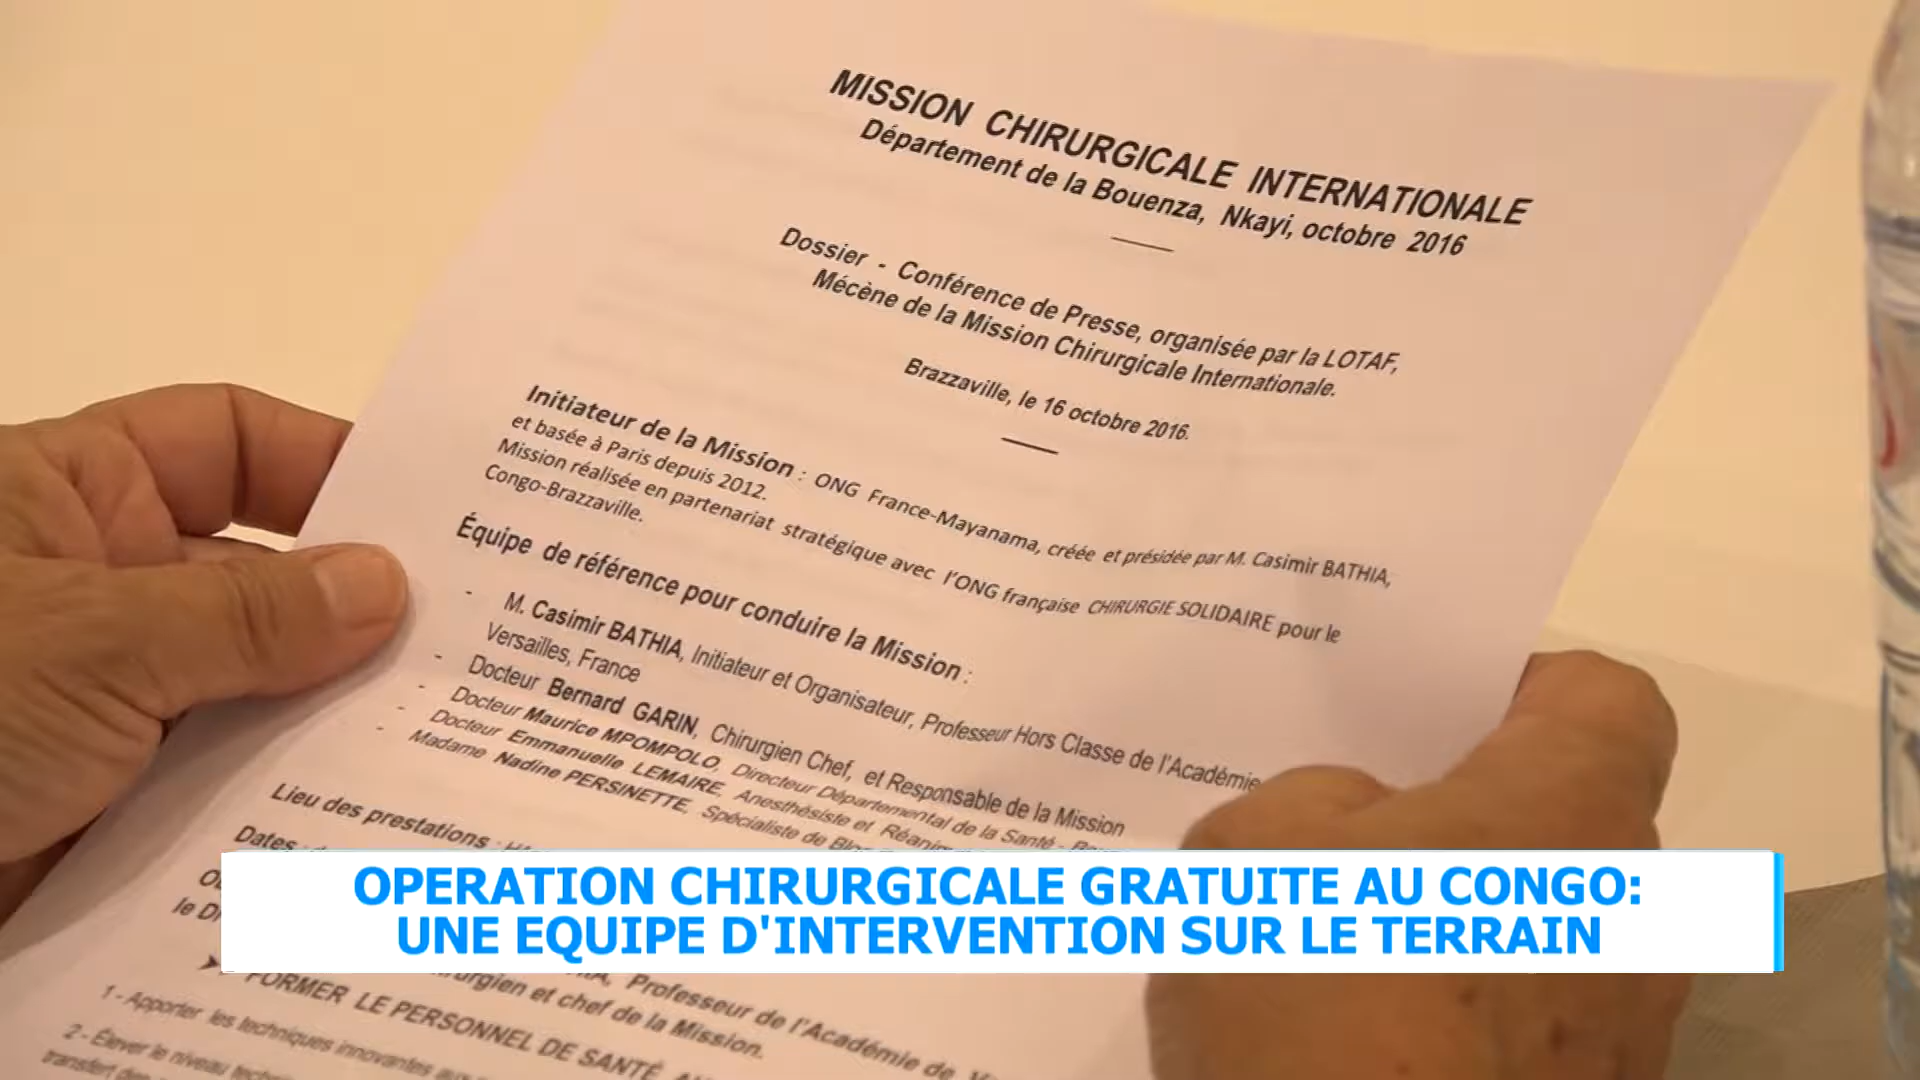 MISSION CHIRURGICALE INTERNATIONALE
Département de la Bouenza, Nkayi, octobre 2016
Dossier - Conférence de Presse, organisée par la LOTAF,
Mécène de la Mission Chirurgicale Internationale.
Brazzaville, le 16 octobre 2016.
Initiateur de la Mission : ONG France-Mayanama, créée et présidée par M. Casimir BATHIA,
et basée à Paris depuis 2012.
Mission réalisée en partenariat stratégique avec l'ONG française CHIRURGIE SOLIDAIRE pour le
Congo-Brazzaville.
Équipe de référence pour conduire la Mission :
- M. Casimir BATHIA, Initiateur et Organisateur, Professeur Hors Classe de l'Académie
Versailles, France
- Docteur Bernard GARIN, Chirurgien Chef, et Responsable de la Mission
- Docteur Maurice MPOMPOLO, Directeur Départemental de la Santé -
- Docteur Emmanuelle LEMAIRE, Anesthésiste et
- Madame Nadine PERSINETTE, Spécialiste de
Lieu des prestations :
Dates :
le
OPERATION CHIRURGICALE GRATUITE AU CONGO:
UNE EQUIPE D'INTERVENTION SUR LE TERRAIN
Professeur de l'Académie de
et chef de la Mission.
➤ FORMER LE PERSONNEL DE SANTÉ
1 - Apporter les techniques innovantes
2 - Élever le niveau
transfert